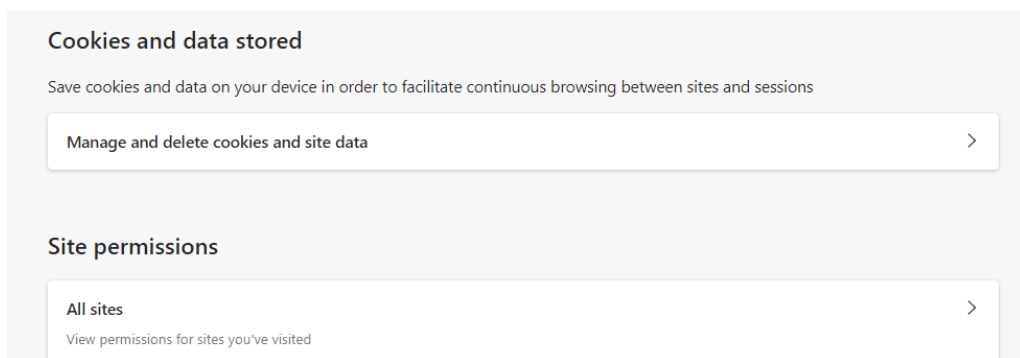 Cookies and data stored
Save cookies and data on your device in order to facilitate continuous browsing between sites and sessions
Manage and delete cookies and site data
Site permissions
All sites
View permissions for sites you've visited